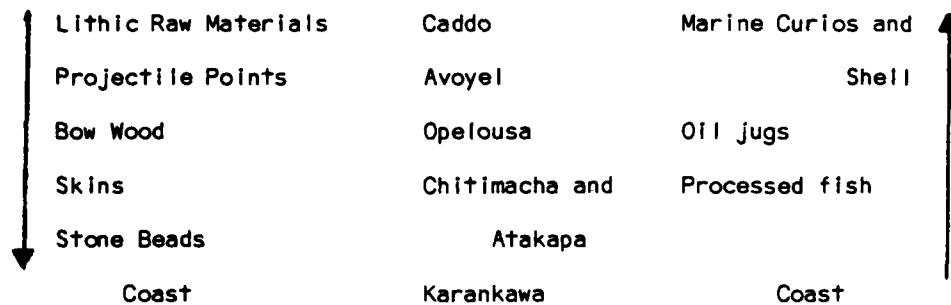 Lithic Raw Materials Caddo Marine Curios and
Projectile Points Avoyel Shell
Bow Wood Opelousa Oil jugs
Skins Chitimacha and Processed fish
Stone Beads Atakapa
Coast Karankawa Coast